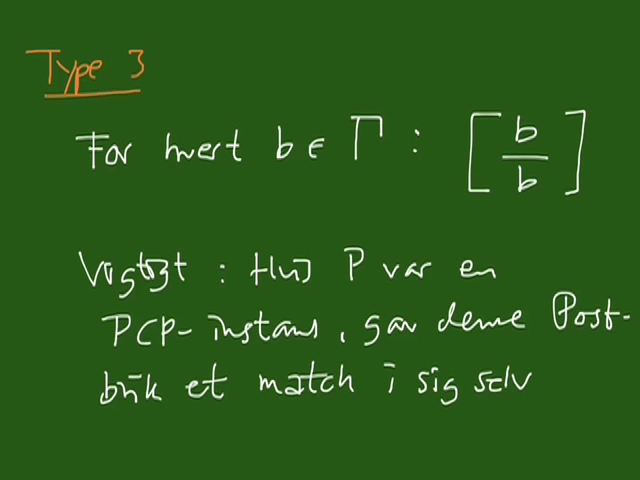 Type 3
For hvert b ∈ Γ : [ b / b ]
Vigtigt : Hvis P var en
PCP-instans, gav denne Post-
brik et match i sig selv